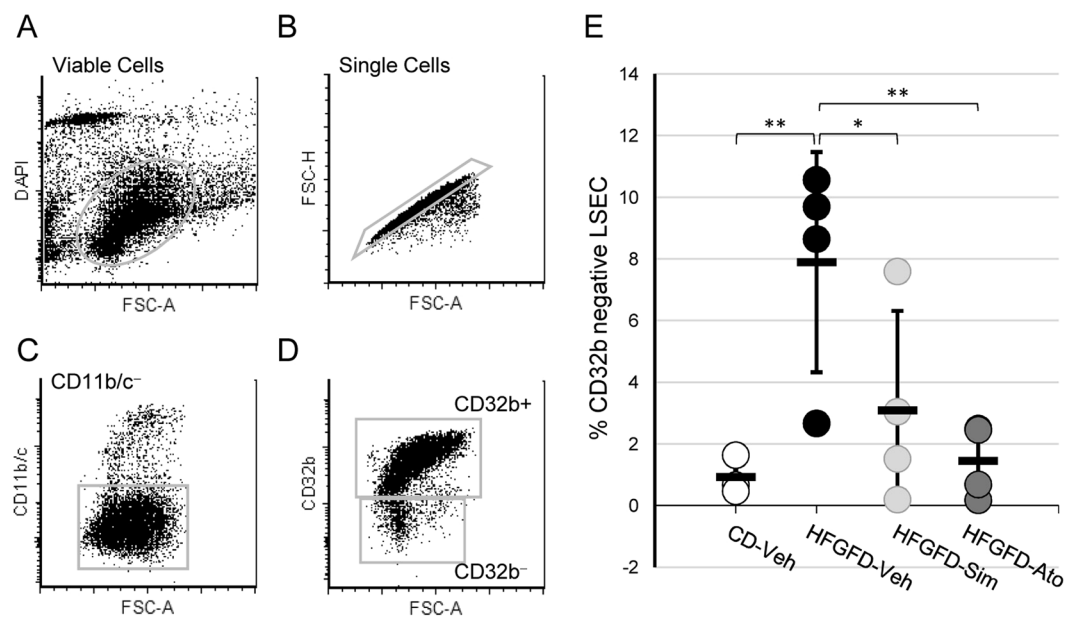 A
Viable Cells
DAPI
FSC-A
B
Single Cells
FSC-H
FSC-A
C
CD11b/c–
CD11b/c
FSC-A
D
CD32b+
CD32b
CD32b–
FSC-A
E
% CD32b negative LSEC
14
12
10
8
6
4
2
0
-2
**
*
**
CD-Veh
HFGFD-Veh
HFGFD-Sim
HFGFD-Ato